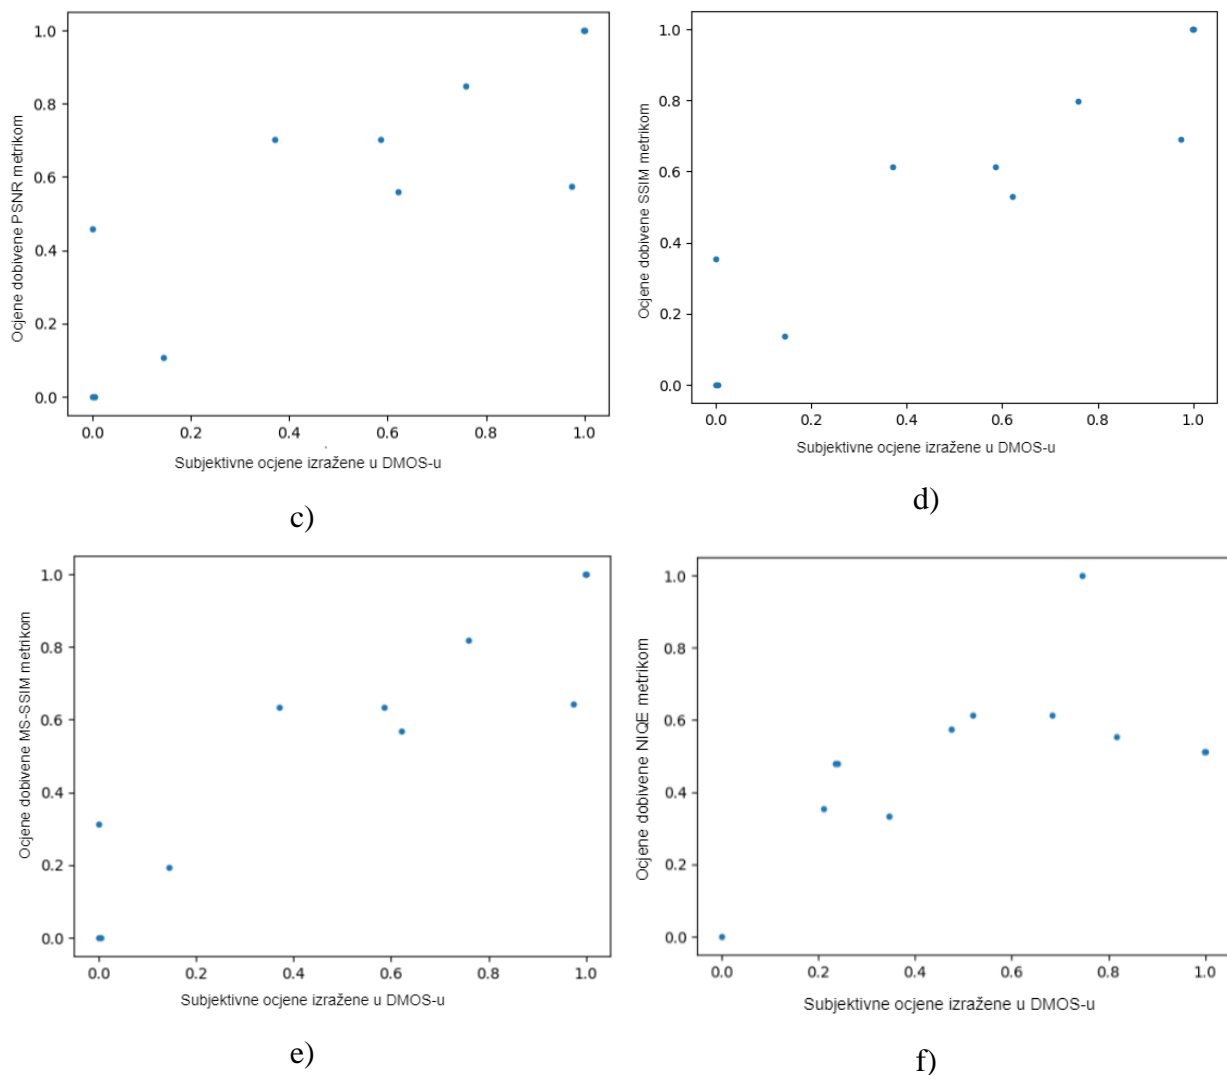 Ocjene dobivene PSNR metrikom
1.0
0.8
0.6
0.4
0.2
0.0
0.0 0.2 0.4 0.6 0.8 1.0
Subjektivne ocjene izražene u DMOS-u
c)
Ocjene dobivene SSIM metrikom
1.0
0.8
0.6
0.4
0.2
0.0
0.0 0.2 0.4 0.6 0.8 1.0
Subjektivne ocjene izražene u DMOS-u
d)
Ocjene dobivene MS-SSIM metrikom
1.0
0.8
0.6
0.4
0.2
0.0
0.0 0.2 0.4 0.6 0.8 1.0
Subjektivne ocjene izražene u DMOS-u
e)
Ocjene dobivene NIQE metrikom
1.0
0.8
0.6
0.4
0.2
0.0
0.0 0.2 0.4 0.6 0.8 1.0
Subjektivne ocjene izražene u DMOS-u
f)